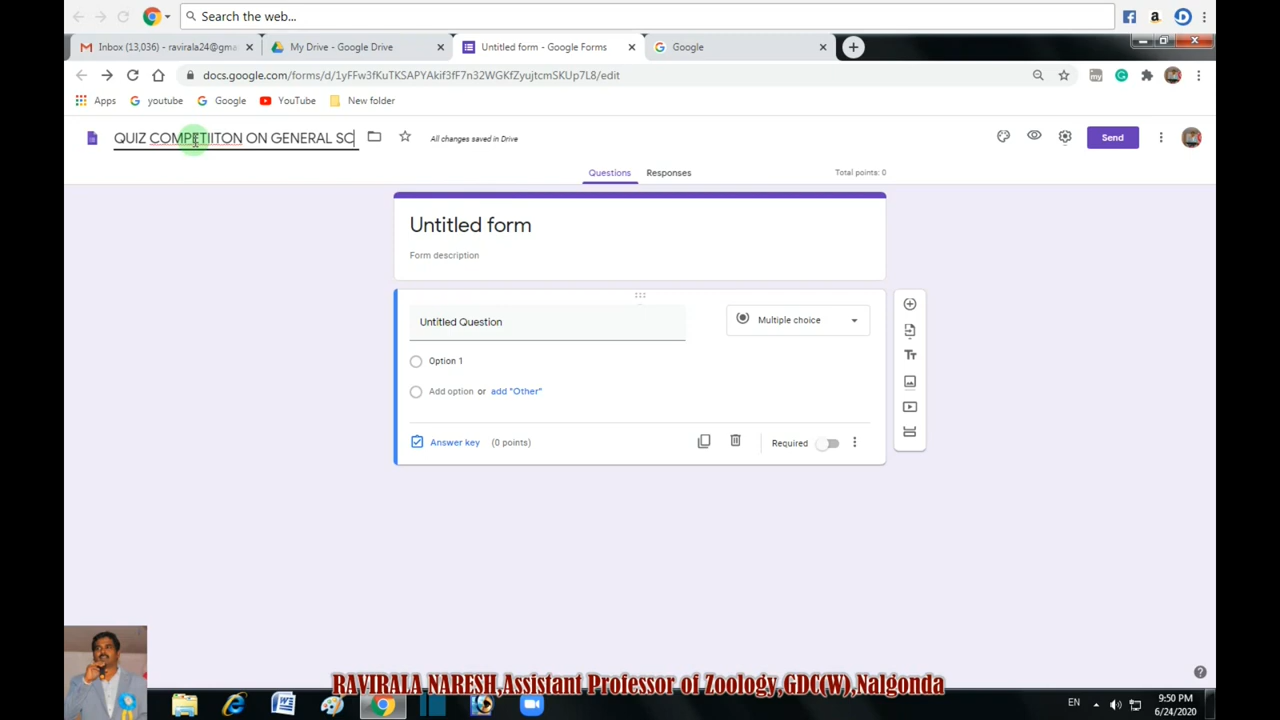 Search the web...
Inbox (13,036) - ravirala24@gma
My Drive - Google Drive
Untitled form - Google Forms
Google
docs.google.com/forms/d/1yFFw3fKuTKSAPYAkif3fF7n32WGKfZyujtcmSKUp7L8/edit
Apps
youtube
Google
YouTube
New folder
QUIZ COMPETIITON ON GENERAL SC
All changes saved in Drive
Send
Questions
Responses
Total points: 0
Untitled form
Form description
Untitled Question
Multiple choice
Option 1
Add option or add "Other"
Answer key (0 points)
Required
RAVIRALA NARESH,Assistant Professor of Zoology,GDC(W),Nalgonda
EN
9:50 PM
6/24/2020